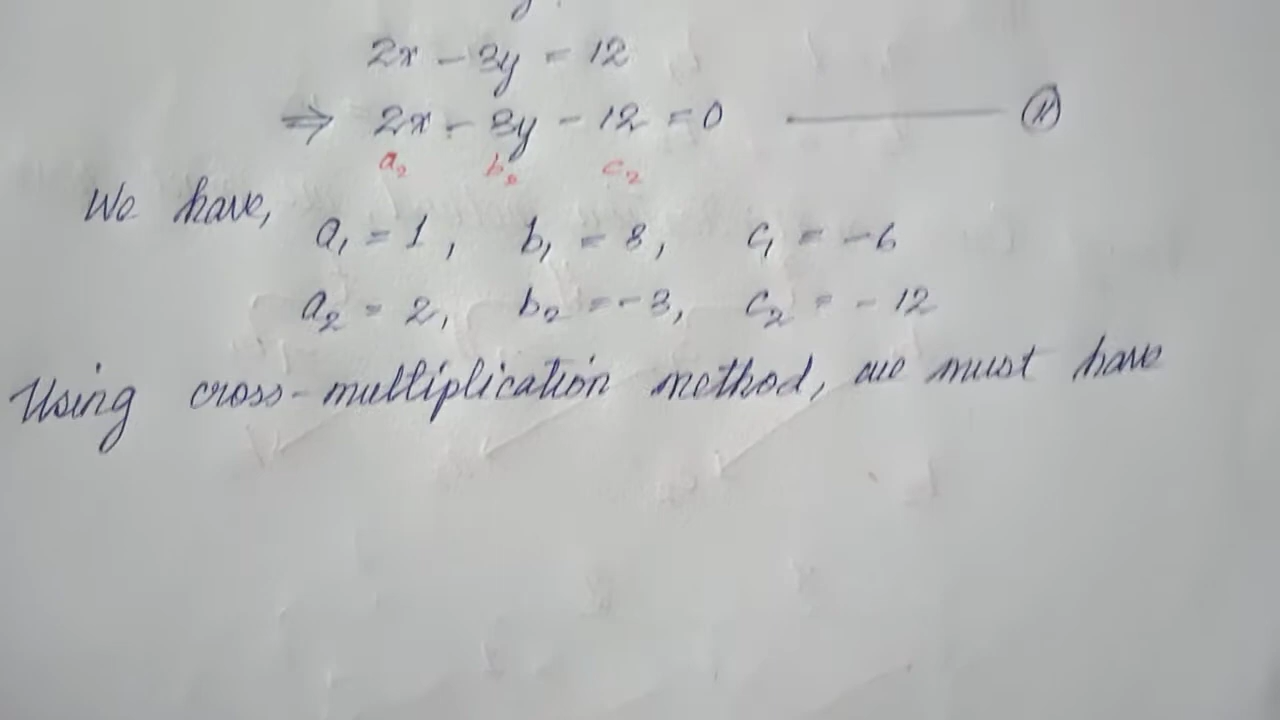 2x - 3y = 12
⇒ 2x - 3y - 12 = 0 ——— (II)
a₂ b₂ c₂
We have,
a₁ = 1, b₁ = 3, c₁ = -6
a₂ = 2, b₂ = -3, c₂ = -12
Using cross-multiplication method, we must have